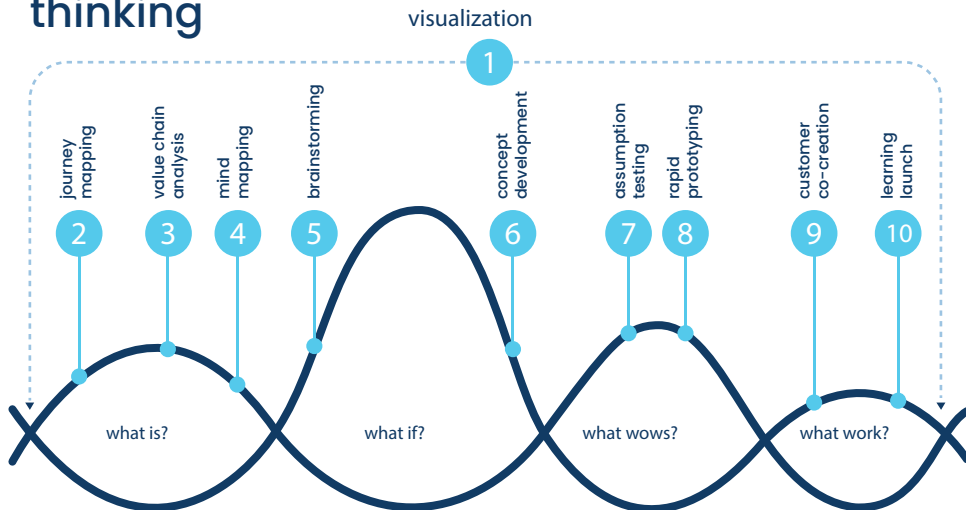 thinking
visualization
1
journey
mapping
value chain
analysis
mind
mapping
brainstorming
concept
development
assumption
testing
rapid
prototyping
customer
co-creation
learning
launch
2
3
4
5
6
7
8
9
10
what is?
what if?
what wows?
what work?